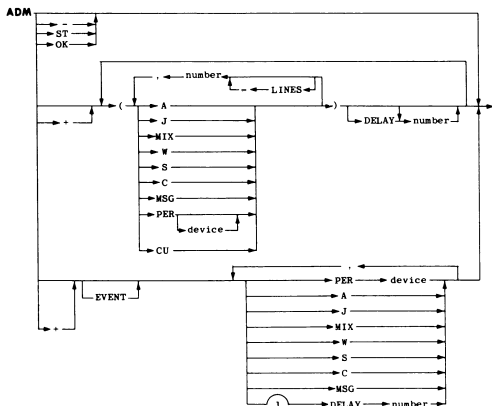 ADM
-
ST
OK
, number
- LINES
+ ( A )
DELAY number
J
MIX
W
S
C
MSG
PER
device
CU
,
EVENT PER device
+
A
J
MIX
W
S
C
MSG
1 DELAY number